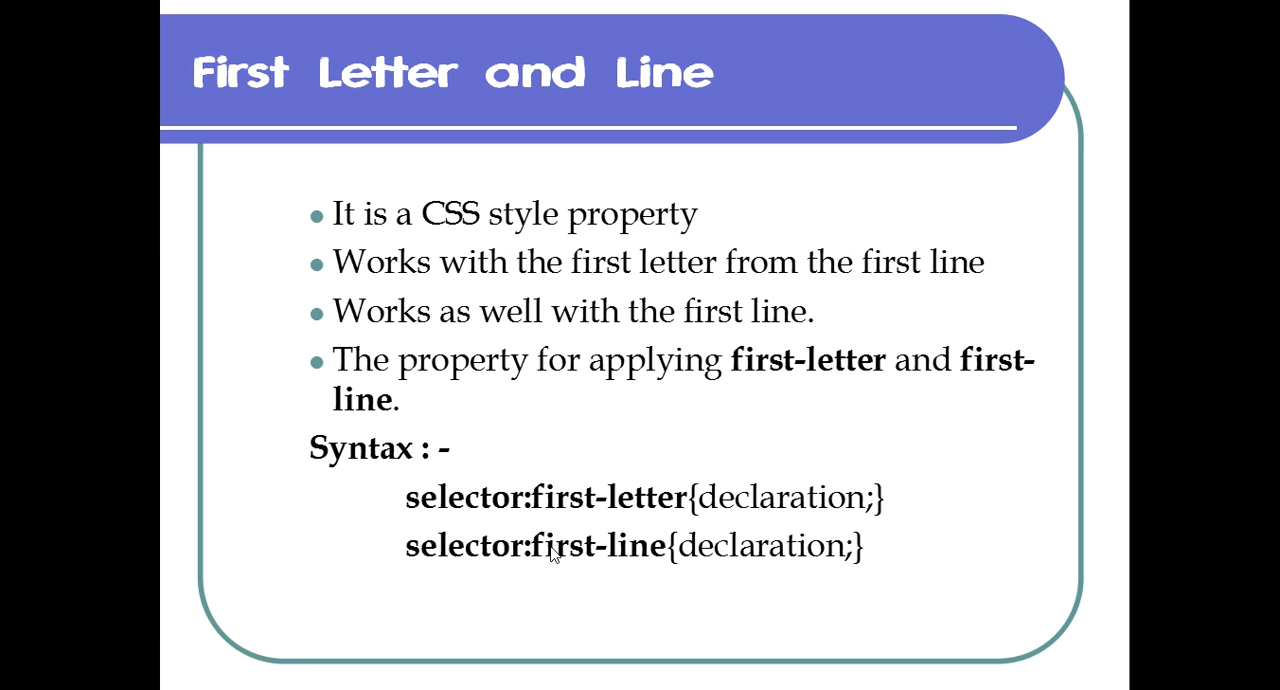 First Letter and Line
It is a CSS style property
Works with the first letter from the first line
Works as well with the first line.
The property for applying first-letter and first-
line.
Syntax : -
selector:first-letter{declaration;}
selector:first-line{declaration;}